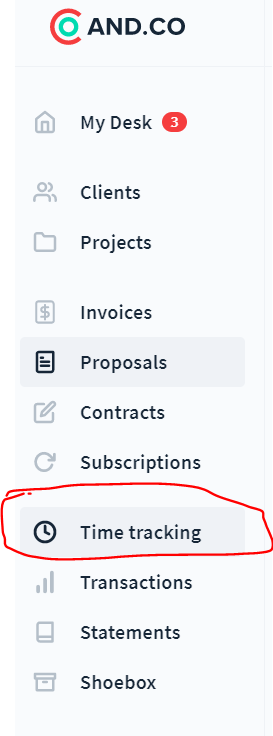 AND.CO
My Desk 3
Clients
Projects
Invoices
Proposals
Contracts
Subscriptions
Time tracking
Transactions
Statements
Shoebox